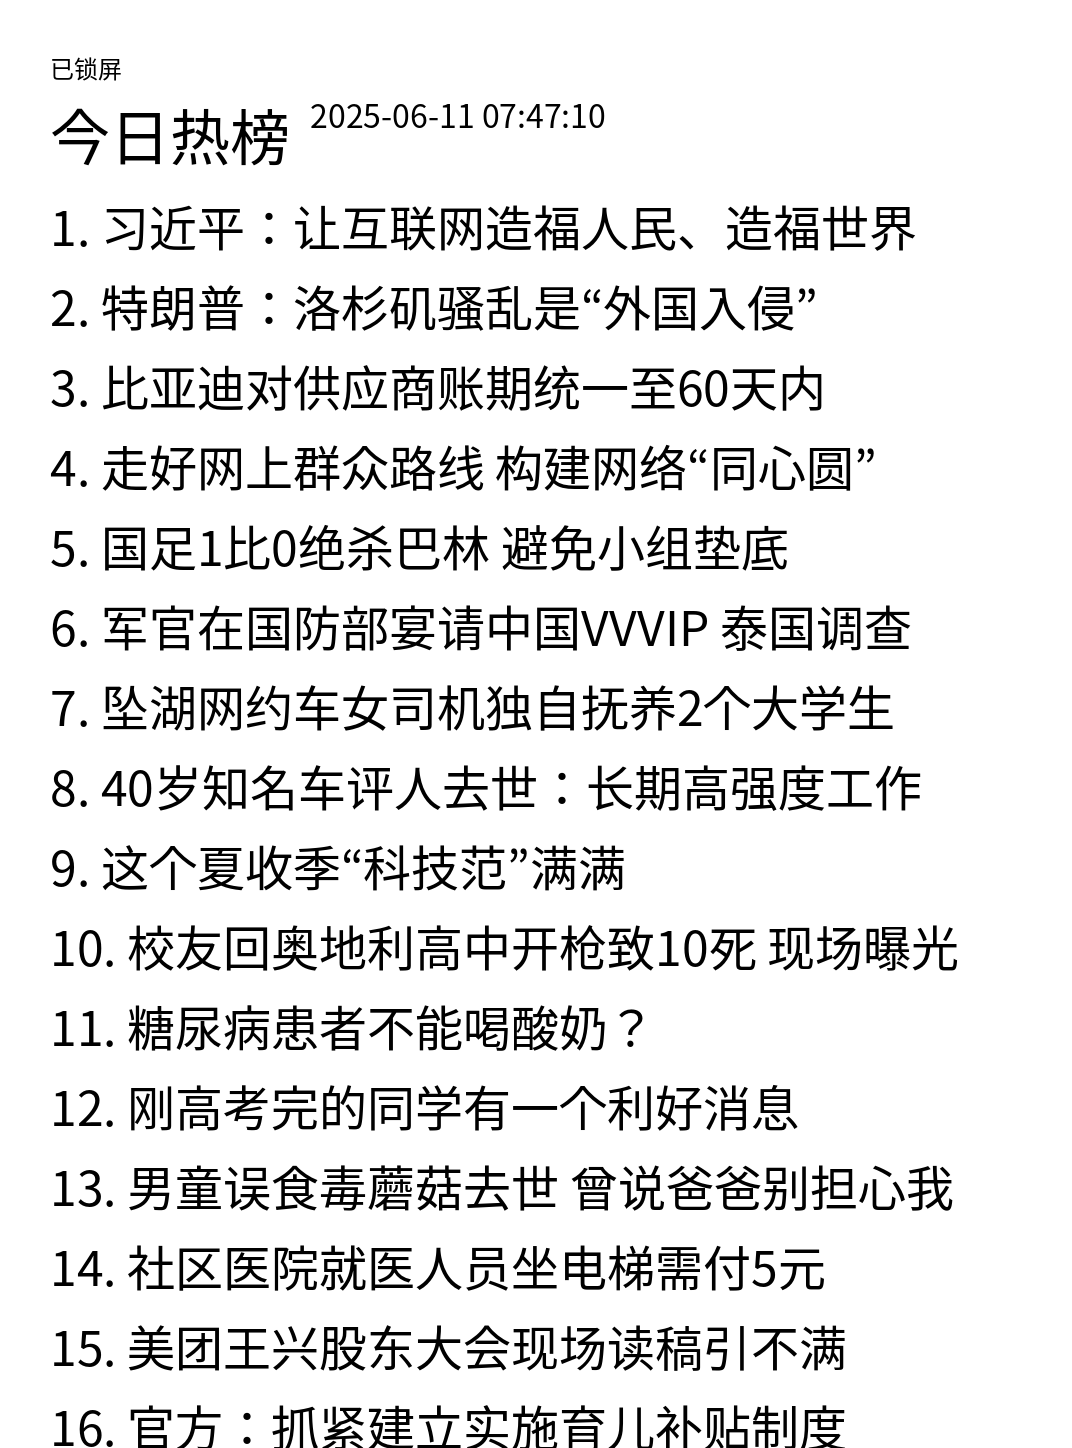 已锁屏
今日热榜 2025-06-11 07:47:10
1. 习近平：让互联网造福人民、造福世界
2. 特朗普：洛杉矶骚乱是“外国入侵”
3. 比亚迪对供应商账期统一至60天内
4. 走好网上群众路线 构建网络“同心圆”
5. 国足1比0绝杀巴林 避免小组垫底
6. 军官在国防部宴请中国VVVIP 泰国调查
7. 坠湖网约车女司机独自抚养2个大学生
8. 40岁知名车评人去世：长期高强度工作
9. 这个夏收季“科技范”满满
10. 校友回奥地利高中开枪致10死 现场曝光
11. 糖尿病患者不能喝酸奶？
12. 刚高考完的同学有一个利好消息
13. 男童误食毒蘑菇去世 曾说爸爸别担心我
14. 社区医院就医人员坐电梯需付5元
15. 美团王兴股东大会现场读稿引不满
16. 官方：抓紧建立实施育儿补贴制度